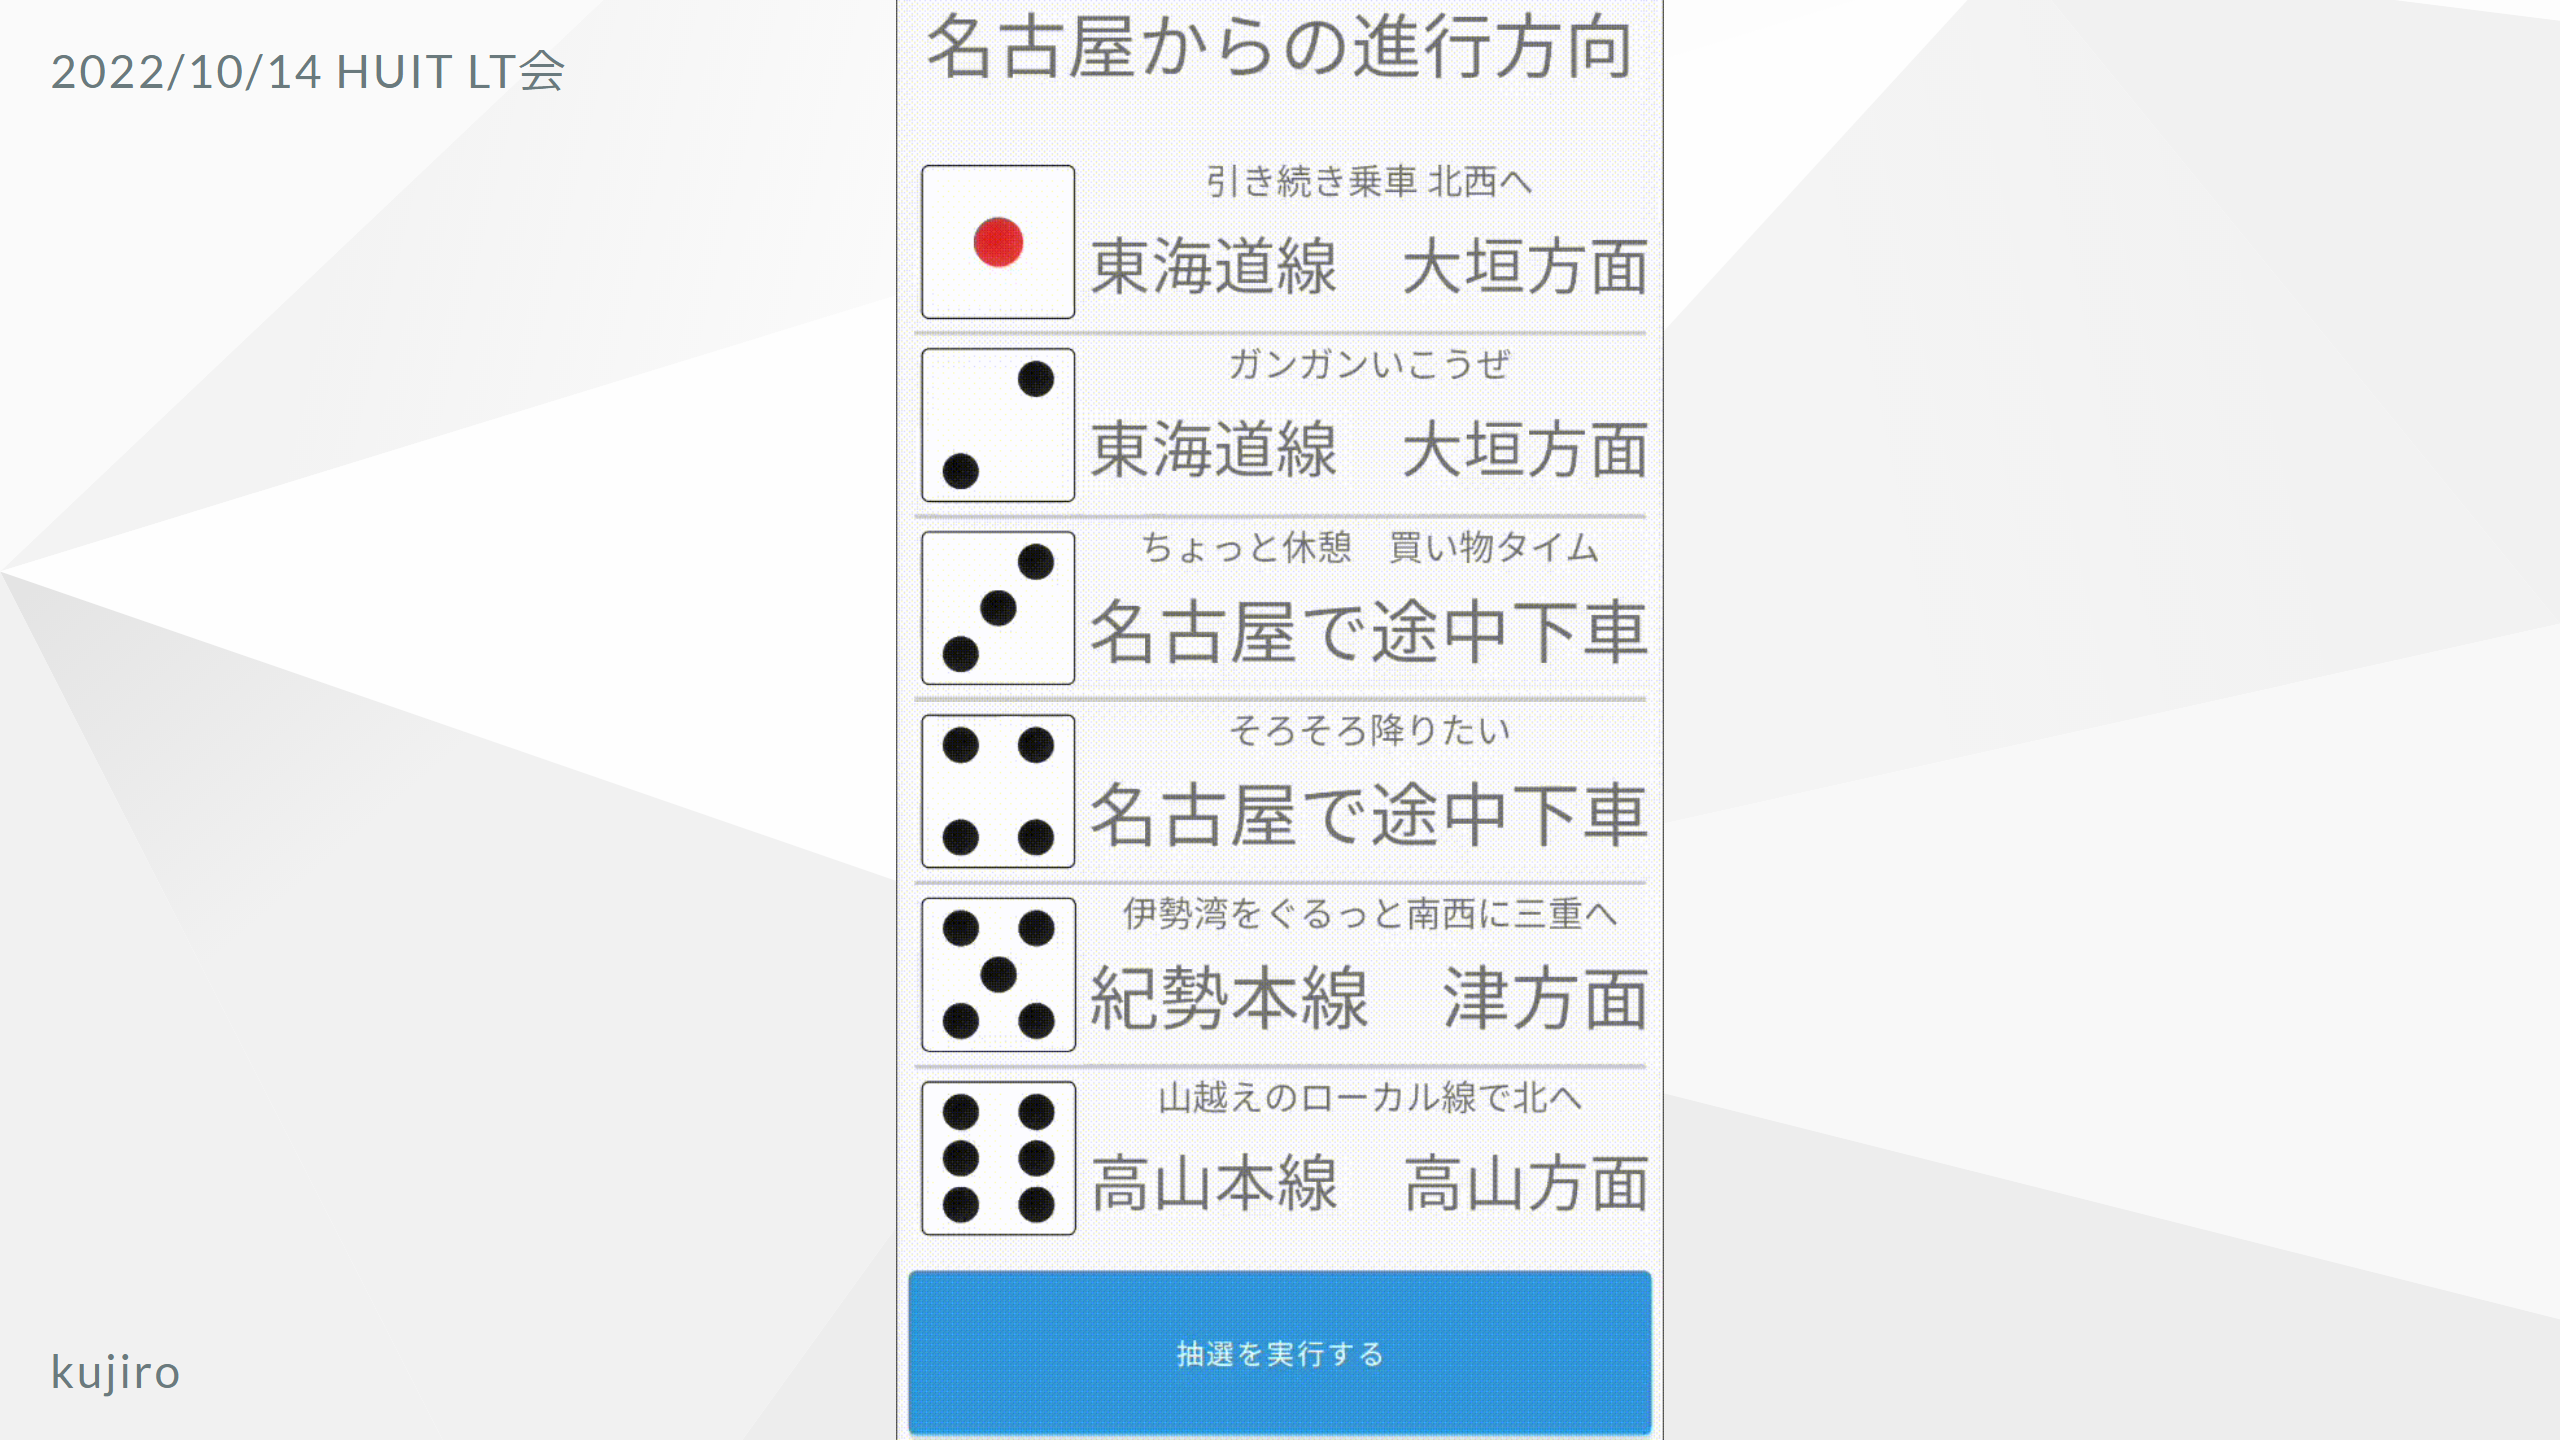 2022/10/14 HUIT LT会
名古屋からの進行方向
引き続き乗車 北西へ
東海道線　大垣方面
ガンガンいこうぜ
東海道線　大垣方面
ちょっと休憩　買い物タイム
名古屋で途中下車
そろそろ降りたい
名古屋で途中下車
伊勢湾をぐるっと南西に三重へ
紀勢本線　津方面
山越えのローカル線で北へ
高山本線　高山方面
抽選を実行する
kujiro